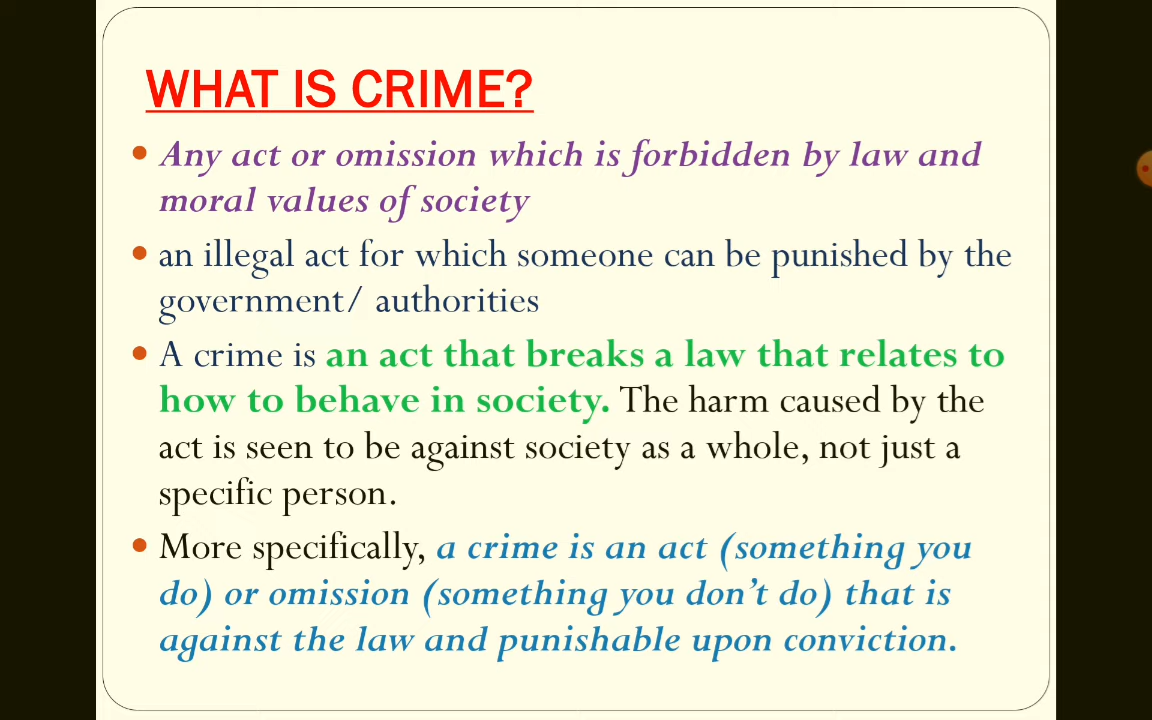 WHAT IS CRIME?
• Any act or omission which is forbidden by law and
moral values of society
• an illegal act for which someone can be punished by the
government/ authorities
• A crime is an act that breaks a law that relates to
how to behave in society. The harm caused by the
act is seen to be against society as a whole, not just a
specific person.
• More specifically, a crime is an act (something you
do) or omission (something you don’t do) that is
against the law and punishable upon conviction.